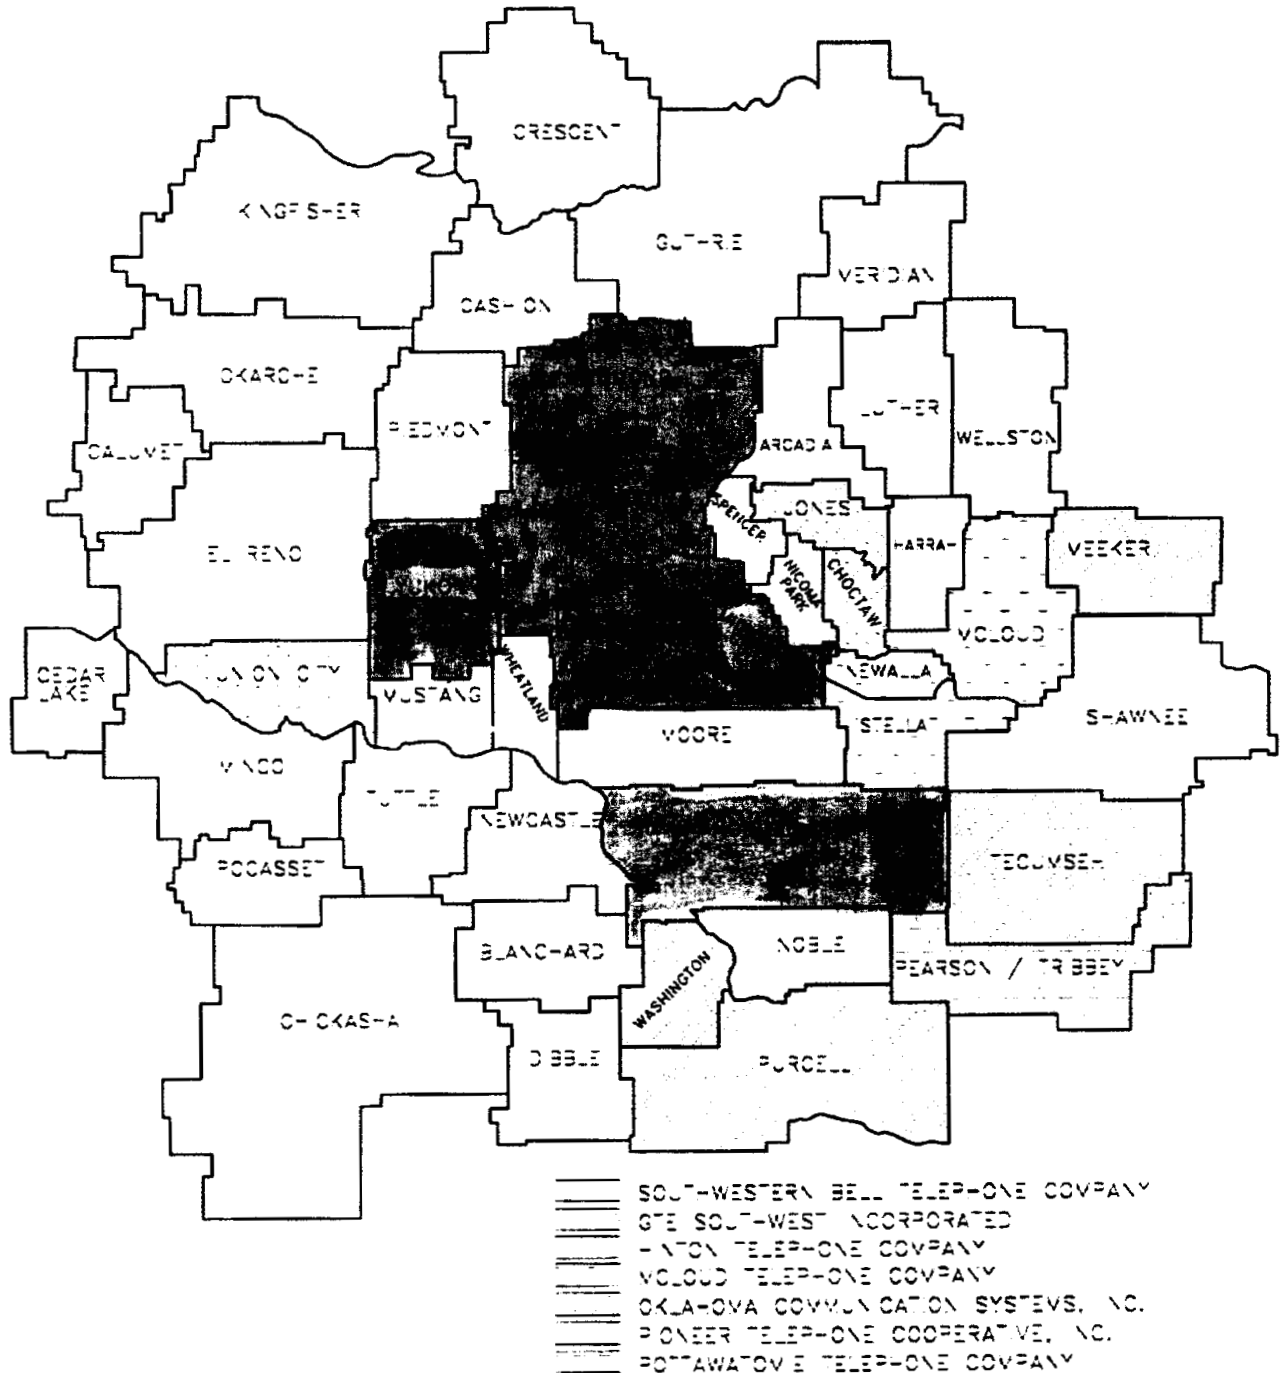 CRESCENT
KINGFISHER
GUTHRIE
MERIDIAN
CASHION
OKARCHE
PIEDMONT
LUTHER
CALUMET
ARCADIA
WELLSTON
SPENCER
JONES
EL RENO
HARRAH
MEEKER
YUKON
NICOMA
PARK
CHOCTAW
MCLOUD
CEDAR
LAKE
UNION CITY
MUSTANG
WHEATLAND
NEWALLA
MOORE
STELLA
SHAWNEE
MINCO
TUTTLE
NEWCASTLE
POCASSET
TECUMSEH
BLANCHARD
NOBLE
PEARSON / TRIBBEY
WASHINGTON
CHICKASHA
DIBBLE
PURCELL
SOUTHWESTERN BELL TELEPHONE COMPANY
GTE SOUTHWEST INCORPORATED
HINTON TELEPHONE COMPANY
MCLOUD TELEPHONE COMPANY
OKLAHOMA COMMUNICATION SYSTEMS, INC.
PIONEER TELEPHONE COOPERATIVE, INC.
POTTAWATOMIE TELEPHONE COMPANY